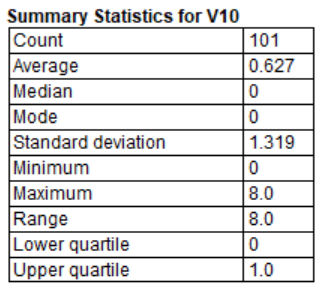 Summary Statistics for V10
Count 101
Average 0.627
Median 0
Mode 0
Standard deviation 1.319
Minimum 0
Maximum 8.0
Range 8.0
Lower quartile 0
Upper quartile 1.0